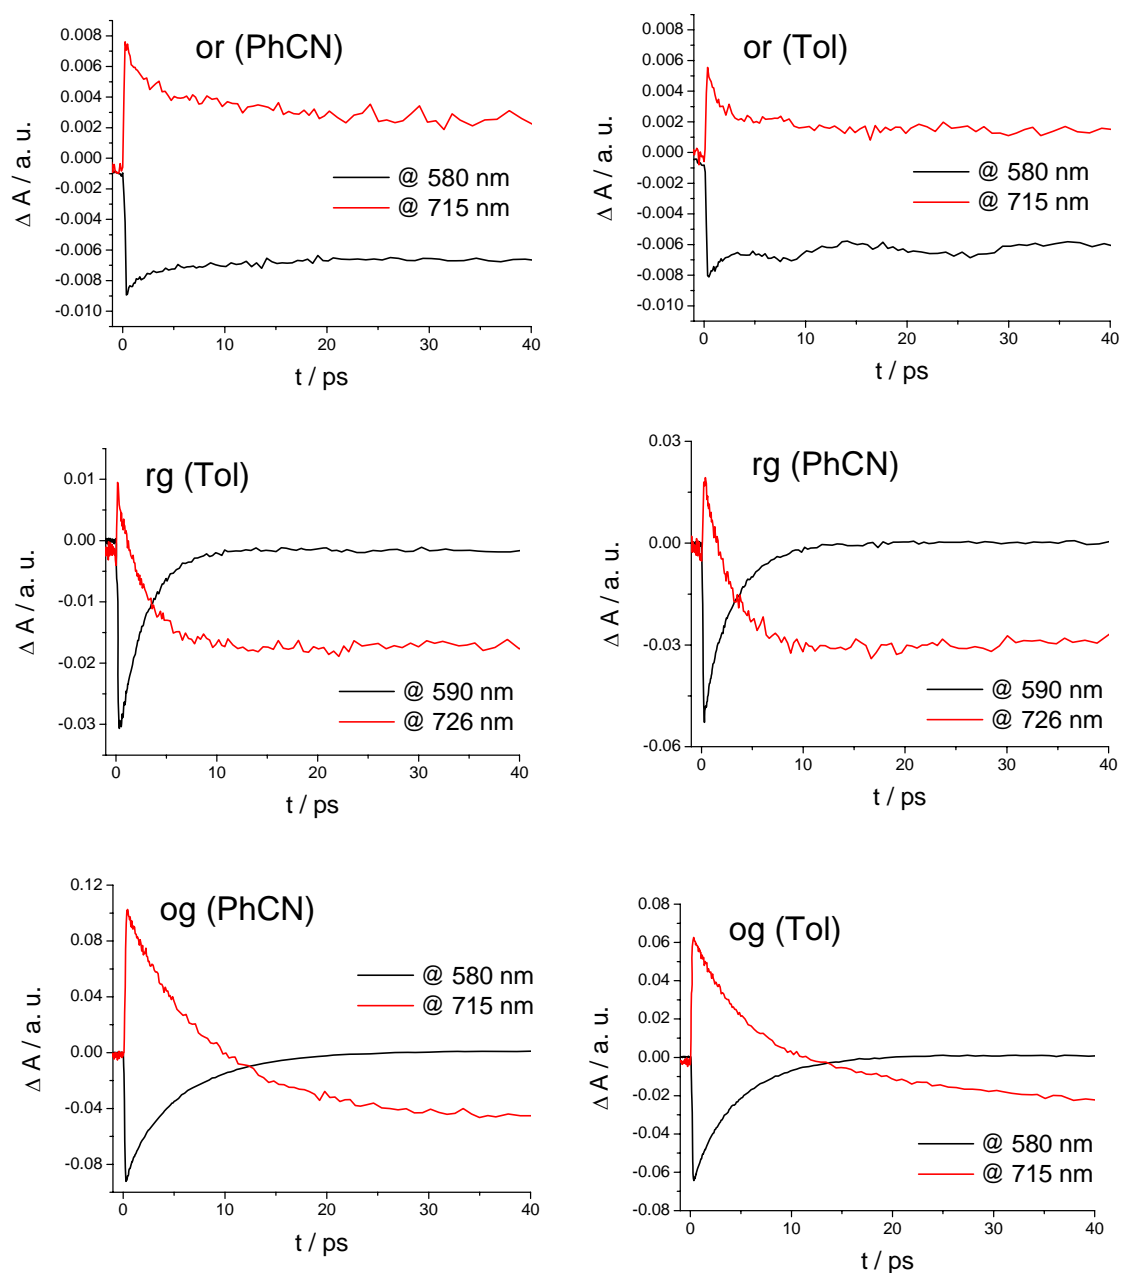 or (PhCN)
0.008
0.006
0.004
0.002
0.000
-0.002
-0.004
-0.006
-0.008
-0.010
Δ A / a. u.
@ 580 nm
@ 715 nm
0 10 20 30 40
t / ps
or (Tol)
0.008
0.006
0.004
0.002
0.000
-0.002
-0.004
-0.006
-0.008
-0.010
Δ A / a. u.
@ 580 nm
@ 715 nm
0 10 20 30 40
t / ps
rg (Tol)
0.01
0.00
-0.01
-0.02
-0.03
Δ A / a. u.
@ 590 nm
@ 726 nm
0 10 20 30 40
t / ps
rg (PhCN)
0.03
0.00
-0.03
-0.06
Δ A / a. u.
@ 590 nm
@ 726 nm
0 10 20 30 40
t / ps
og (PhCN)
0.12
0.08
0.04
0.00
-0.04
-0.08
Δ A / a. u.
@ 580 nm
@ 715 nm
0 10 20 30 40
t / ps
og (Tol)
0.08
0.06
0.04
0.02
0.00
-0.02
-0.04
-0.06
-0.08
Δ A / a. u.
@ 580 nm
@ 715 nm
0 10 20 30 40
t / ps